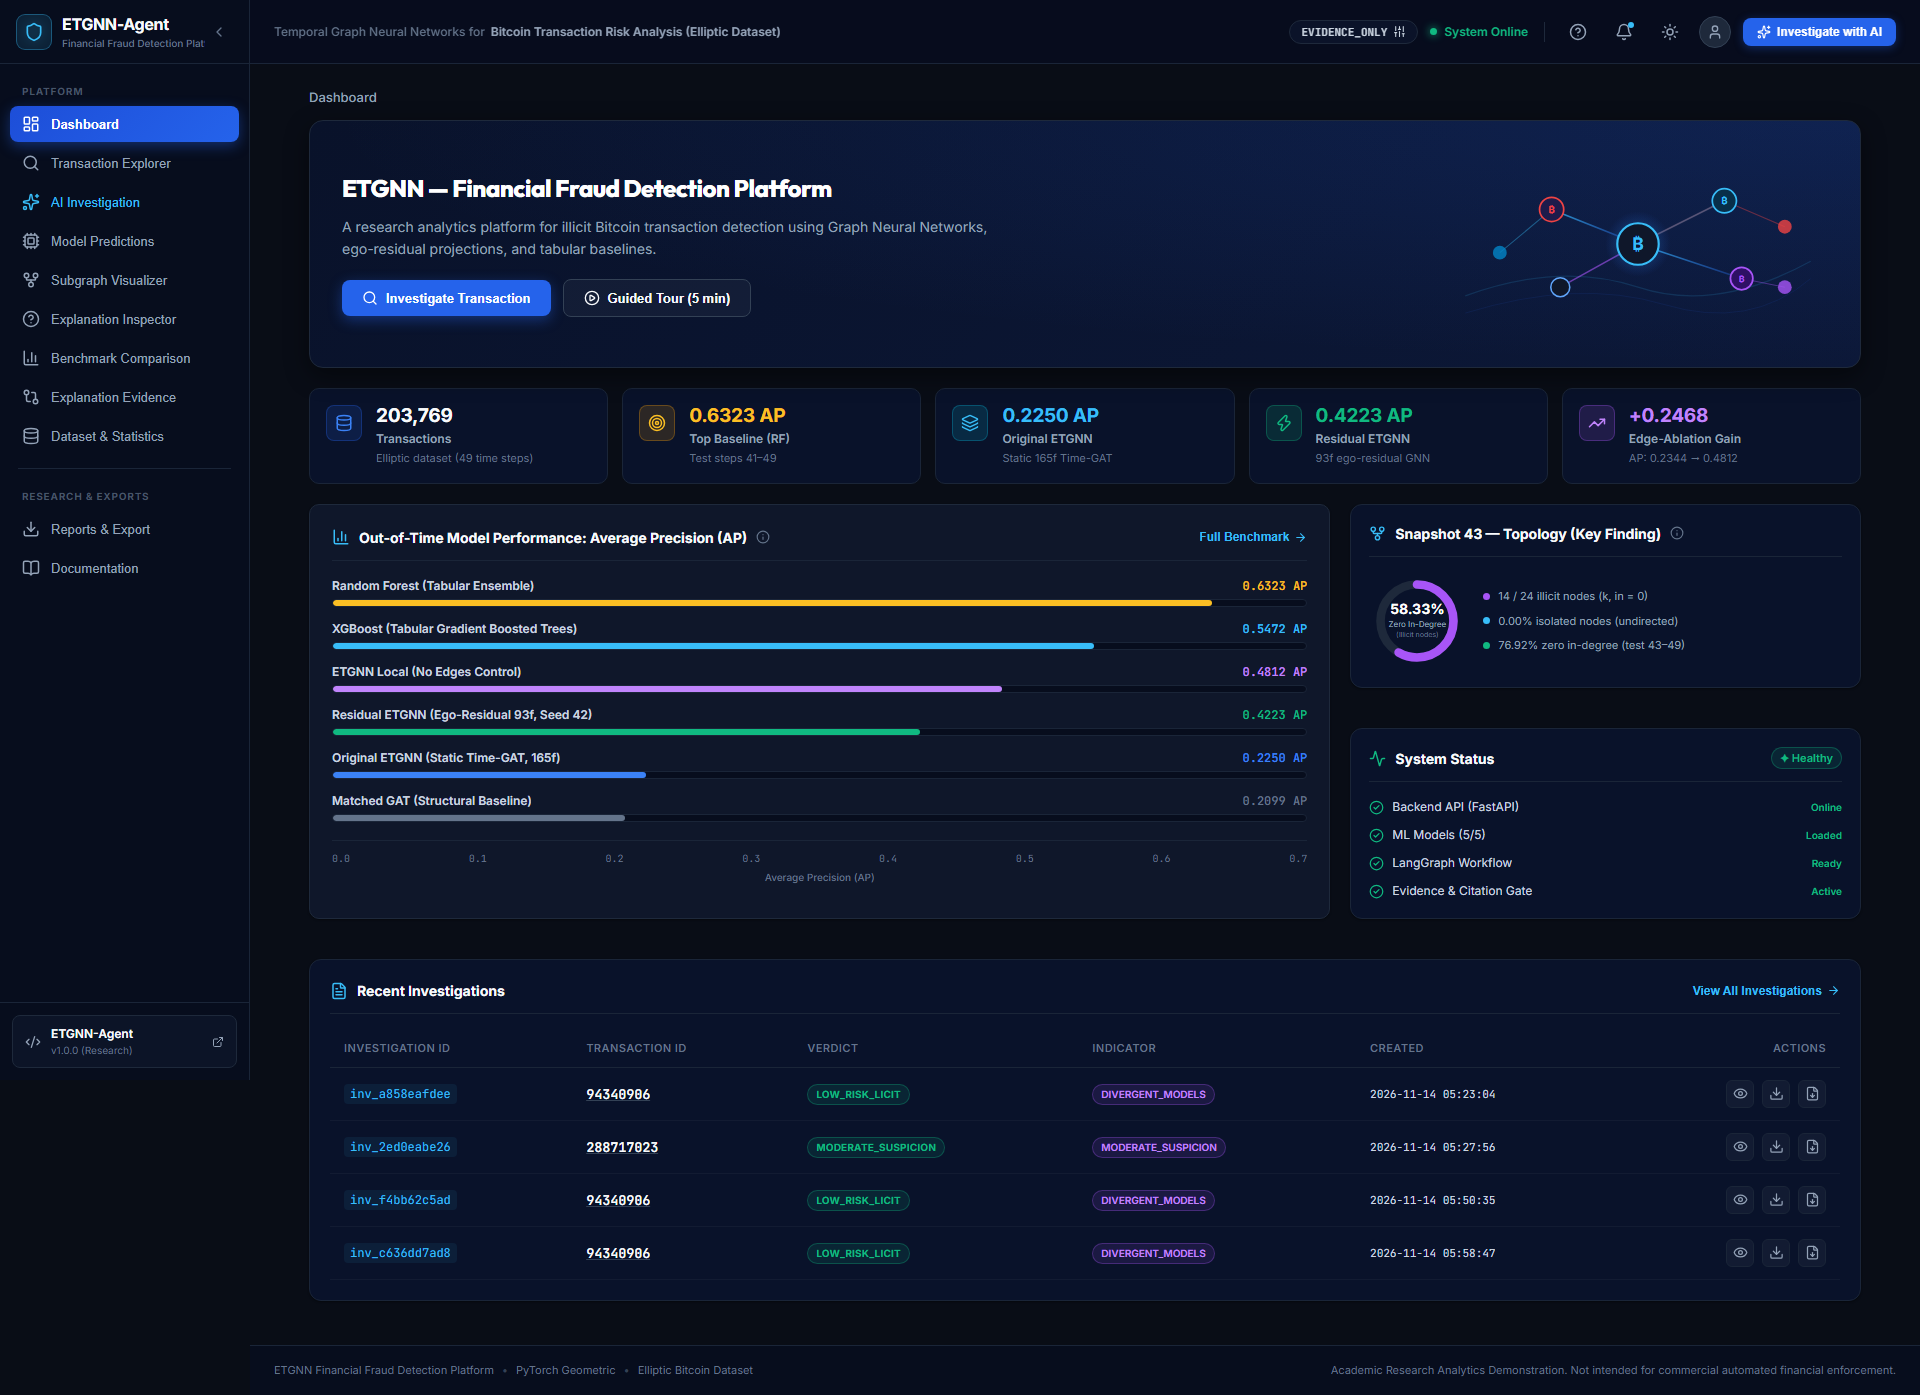 ETGNN-Agent
Financial Fraud Detection Plat
Temporal Graph Neural Networks for Bitcoin Transaction Risk Analysis (Elliptic Dataset)
EVIDENCE_ONLY
System Online
Investigate with AI
PLATFORM
Dashboard
Transaction Explorer
AI Investigation
Model Predictions
Subgraph Visualizer
Explanation Inspector
Benchmark Comparison
Explanation Evidence
Dataset & Statistics
RESEARCH & EXPORTS
Reports & Export
Documentation
ETGNN-Agent
v1.0.0 (Research)
Dashboard
ETGNN — Financial Fraud Detection Platform
A research analytics platform for illicit Bitcoin transaction detection using Graph Neural Networks,
ego-residual projections, and tabular baselines.
Investigate Transaction
Guided Tour (5 min)
203,769
Transactions
Elliptic dataset (49 time steps)
0.6323 AP
Top Baseline (RF)
Test steps 41–49
0.2250 AP
Original ETGNN
Static 165f Time-GAT
0.4223 AP
Residual ETGNN
93f ego-residual GNN
+0.2468
Edge-Ablation Gain
AP: 0.2344 → 0.4812
Out-of-Time Model Performance: Average Precision (AP)
Full Benchmark →
Random Forest (Tabular Ensemble) 0.6323 AP
XGBoost (Tabular Gradient Boosted Trees) 0.5472 AP
ETGNN Local (No Edges Control) 0.4812 AP
Residual ETGNN (Ego-Residual 93f, Seed 42) 0.4223 AP
Original ETGNN (Static Time-GAT, 165f) 0.2250 AP
Matched GAT (Structural Baseline) 0.2099 AP
0.0 0.1 0.2 0.3 0.4 0.5 0.6 0.7
Average Precision (AP)
Snapshot 43 — Topology (Key Finding)
58.33%
Zero In-Degree
(Illicit nodes)
14 / 24 illicit nodes (k, in = 0)
0.00% isolated nodes (undirected)
76.92% zero in-degree (test 43–49)
System Status
Healthy
Backend API (FastAPI) Online
ML Models (5/5) Loaded
LangGraph Workflow Ready
Evidence & Citation Gate Active
Recent Investigations
View All Investigations →
INVESTIGATION ID TRANSACTION ID VERDICT INDICATOR CREATED ACTIONS
inv_a858eafdee 94340906 LOW_RISK_LICIT DIVERGENT_MODELS 2026-11-14 05:23:04
inv_2ed0eabe26 288717023 MODERATE_SUSPICION MODERATE_SUSPICION 2026-11-14 05:27:56
inv_f4bb62c5ad 94340906 LOW_RISK_LICIT DIVERGENT_MODELS 2026-11-14 05:50:35
inv_c636dd7ad8 94340906 LOW_RISK_LICIT DIVERGENT_MODELS 2026-11-14 05:58:47
ETGNN Financial Fraud Detection Platform • PyTorch Geometric • Elliptic Bitcoin Dataset
Academic Research Analytics Demonstration. Not intended for commercial automated financial enforcement.